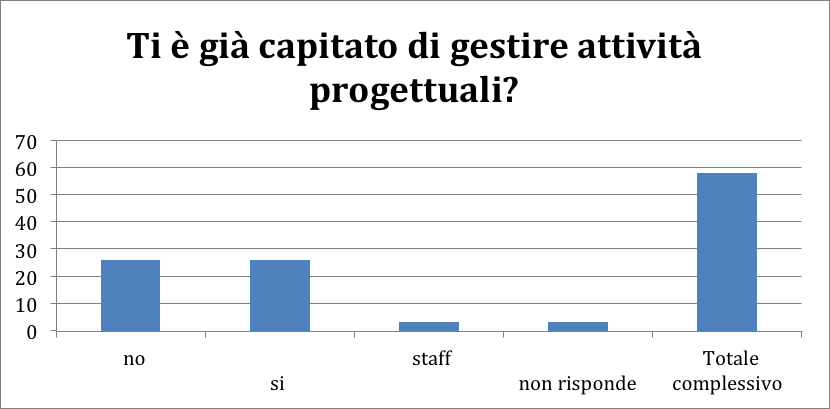 Ti è già capitato di gestire attività
progettuali?
70
60
50
40
30
20
10
0
no
si
staff
non risponde
Totale
complessivo